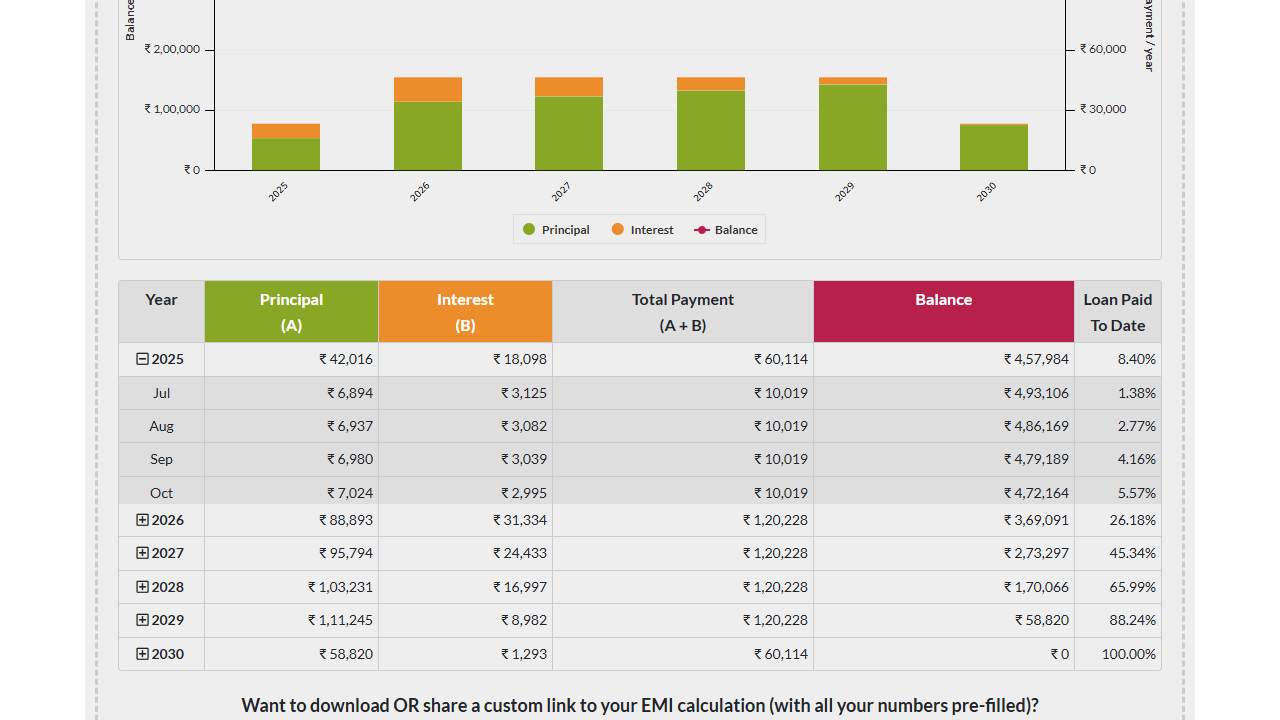 Balance
ayment / year
₹ 2,00,000
₹ 60,000
₹ 1,00,000
₹ 30,000
₹ 0
₹ 0
2025 2026 2027 2028 2029 2030
Principal Interest Balance
Year Principal Interest Total Payment Balance Loan Paid
(A) (B) (A + B) To Date
2025 ₹ 42,016 ₹ 18,098 ₹ 60,114 ₹ 4,57,984 8.40%
Jul ₹ 6,894 ₹ 3,125 ₹ 10,019 ₹ 4,93,106 1.38%
Aug ₹ 6,937 ₹ 3,082 ₹ 10,019 ₹ 4,86,169 2.77%
Sep ₹ 6,980 ₹ 3,039 ₹ 10,019 ₹ 4,79,189 4.16%
Oct ₹ 7,024 ₹ 2,995 ₹ 10,019 ₹ 4,72,164 5.57%
2026 ₹ 88,893 ₹ 31,334 ₹ 1,20,228 ₹ 3,69,091 26.18%
2027 ₹ 95,794 ₹ 24,433 ₹ 1,20,228 ₹ 2,73,297 45.34%
2028 ₹ 1,03,231 ₹ 16,997 ₹ 1,20,228 ₹ 1,70,066 65.99%
2029 ₹ 1,11,245 ₹ 8,982 ₹ 1,20,228 ₹ 58,820 88.24%
2030 ₹ 58,820 ₹ 1,293 ₹ 60,114 ₹ 0 100.00%
Want to download OR share a custom link to your EMI calculation (with all your numbers pre-filled)?